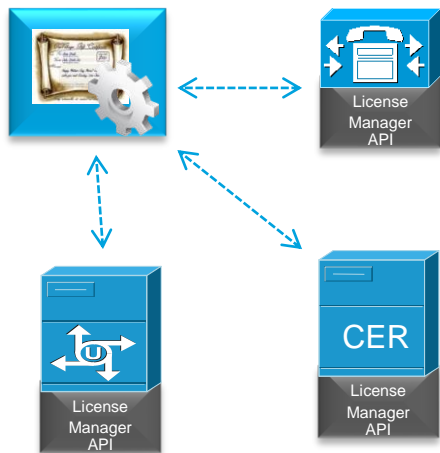 License
Manager
API
U
CER
License
Manager
API
License
Manager
API